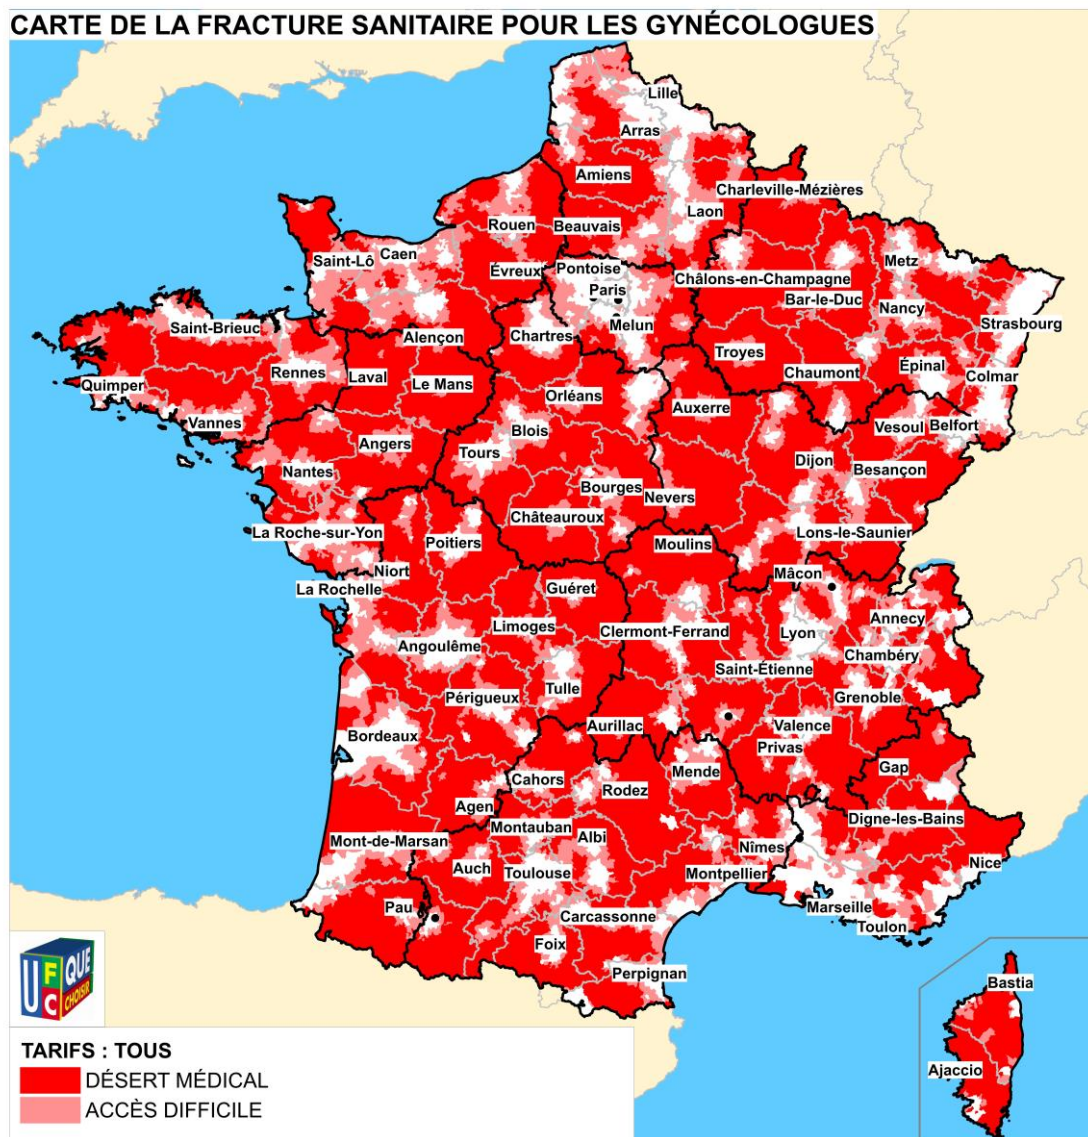 CARTE DE LA FRACTURE SANITAIRE POUR LES GYNÉCOLOGUES
Lille
Arras
Amiens
Charleville-Mézières
Laon
Rouen
Beauvais
Caen
Saint-Lô
Metz
Évreux
Pontoise
Châlons-en-Champagne
Paris
Bar-le-Duc
Nancy
Strasbourg
Saint-Brieuc
Melun
Chartres
Alençon
Troyes
Épinal
Rennes
Laval
Le Mans
Chaumont
Colmar
Quimper
Orléans
Auxerre
Vannes
Blois
Vesoul
Belfort
Angers
Tours
Dijon
Besançon
Nantes
Bourges
Nevers
Châteauroux
La Roche-sur-Yon
Poitiers
Moulins
Lons-le-Saunier
Niort
Mâcon
La Rochelle
Guéret
Annecy
Limoges
Clermont-Ferrand
Lyon
Angoulême
Chambéry
Saint-Étienne
Tulle
Périgueux
Grenoble
Aurillac
Valence
Bordeaux
Privas
Gap
Mende
Cahors
Rodez
Agen
Digne-les-Bains
Montauban
Albi
Mont-de-Marsan
Nîmes
Nice
Auch
Toulouse
Montpellier
Pau
Marseille
Carcassonne
Toulon
Foix
Perpignan
Bastia
Ajaccio
UFC QUE CHOISIR
TARIFS : TOUS
DÉSERT MÉDICAL
ACCÈS DIFFICILE